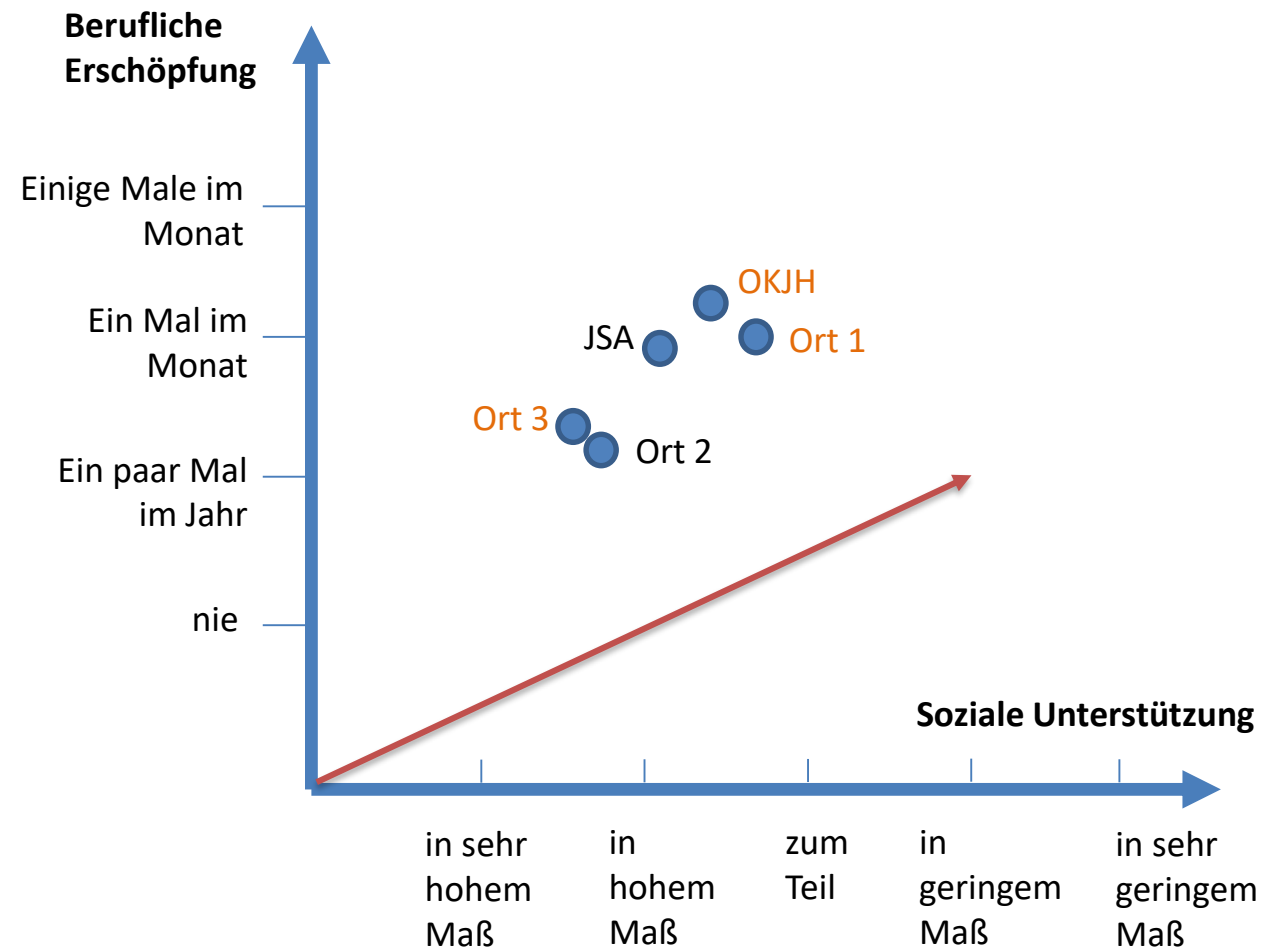 Berufliche
Erschöpfung
Einige Male im
Monat
OKJH
Ein Mal im
Monat
JSA
Ort 1
Ort 3
Ort 2
Ein paar Mal
im Jahr
nie
Soziale Unterstützung
in sehr
hohem
Maß
in
hohem
Maß
zum
Teil
in
geringem
Maß
in sehr
geringem
Maß